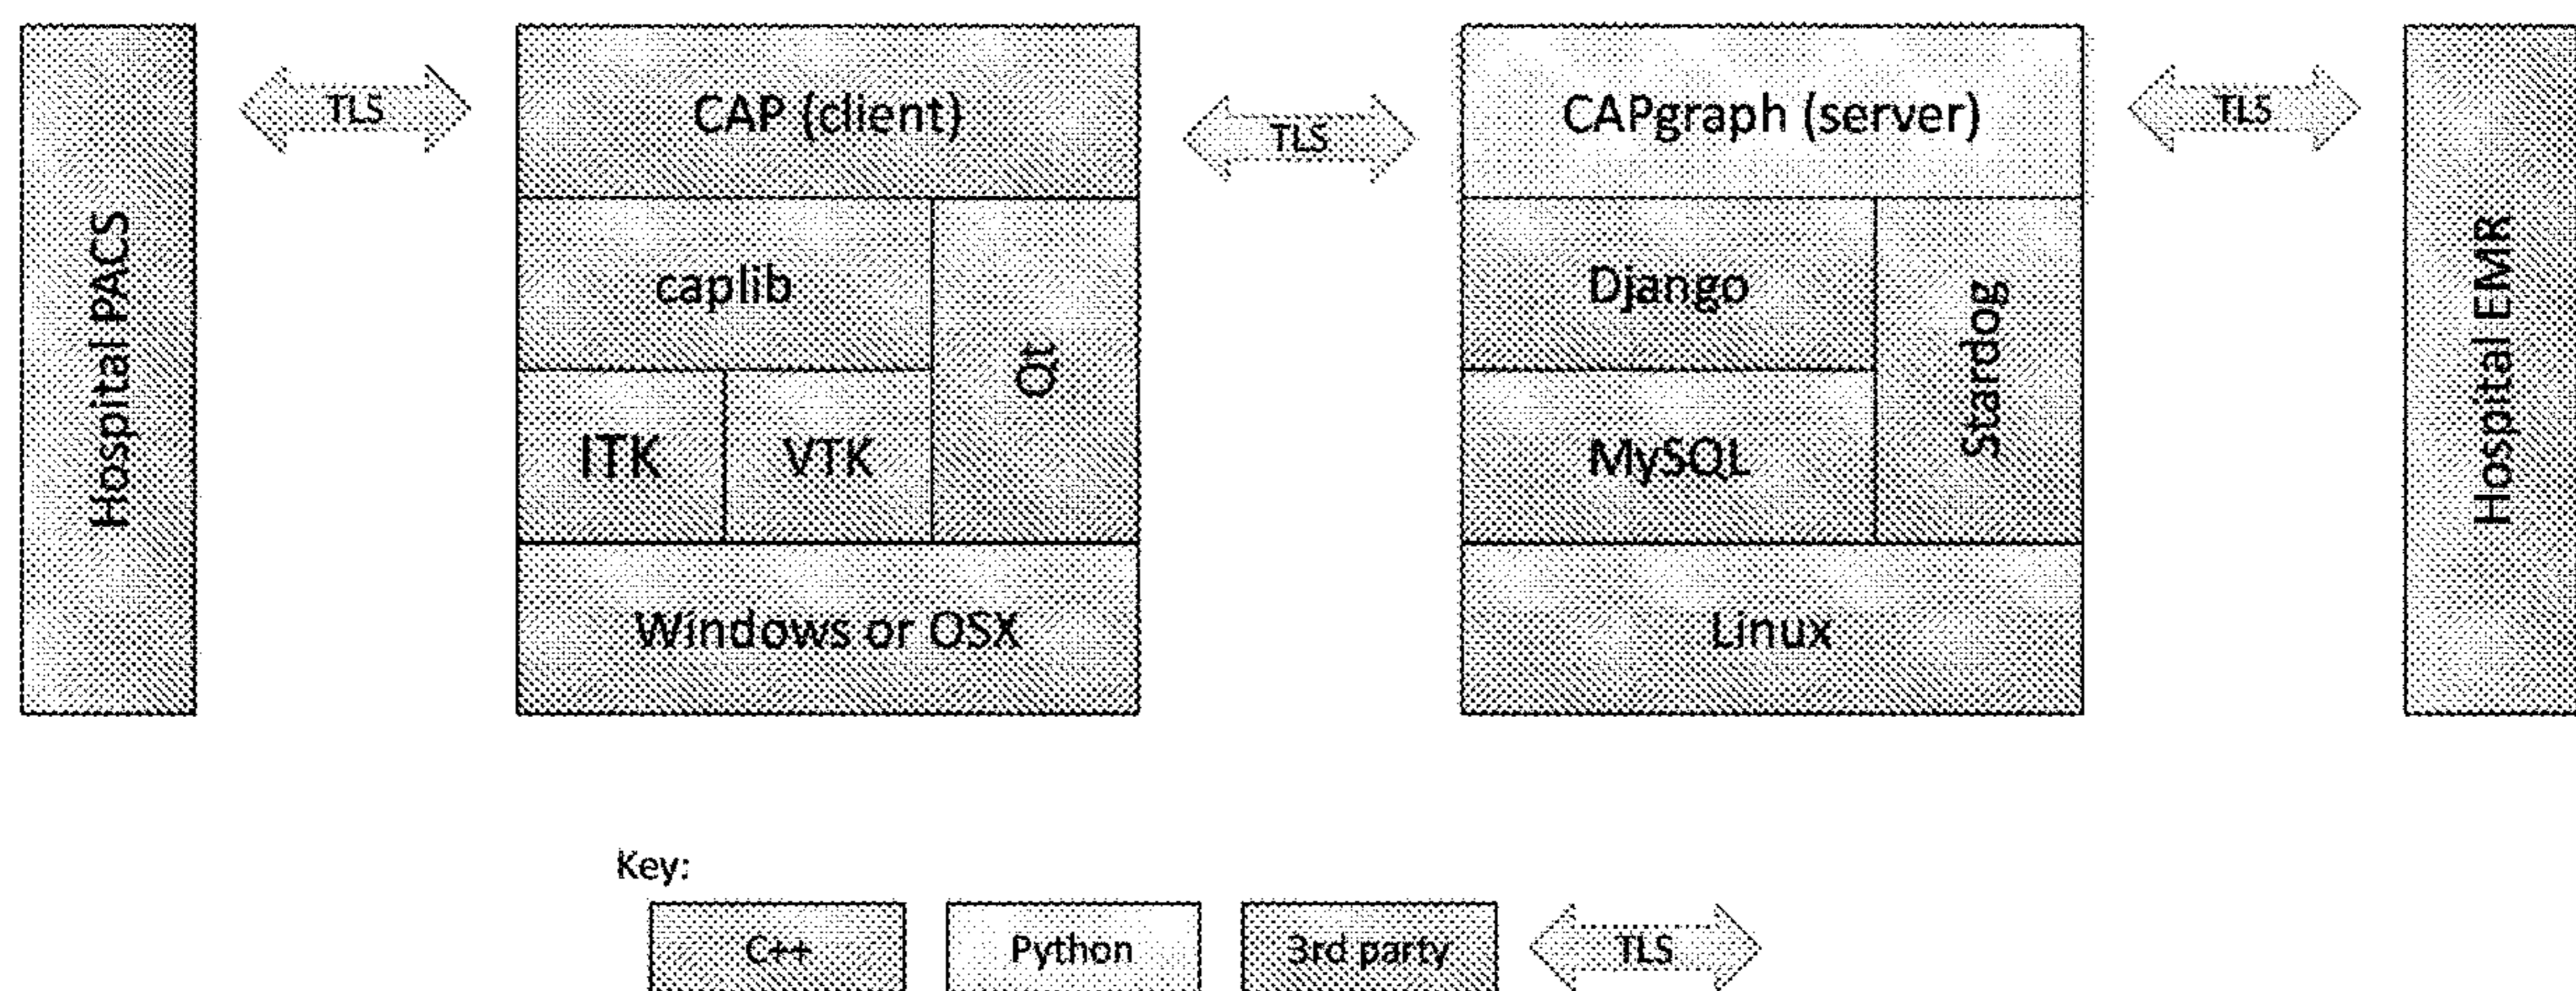 Hospital PACS
TLS
CAP (client)
TLS
CAPgraph (server)
TLS
Hospital EMR
caplib
Qt
Django
Stardog
ITK
VTK
MySQL
Windows or OSX
Linux
Key:
C++
Python
3rd party
TLS